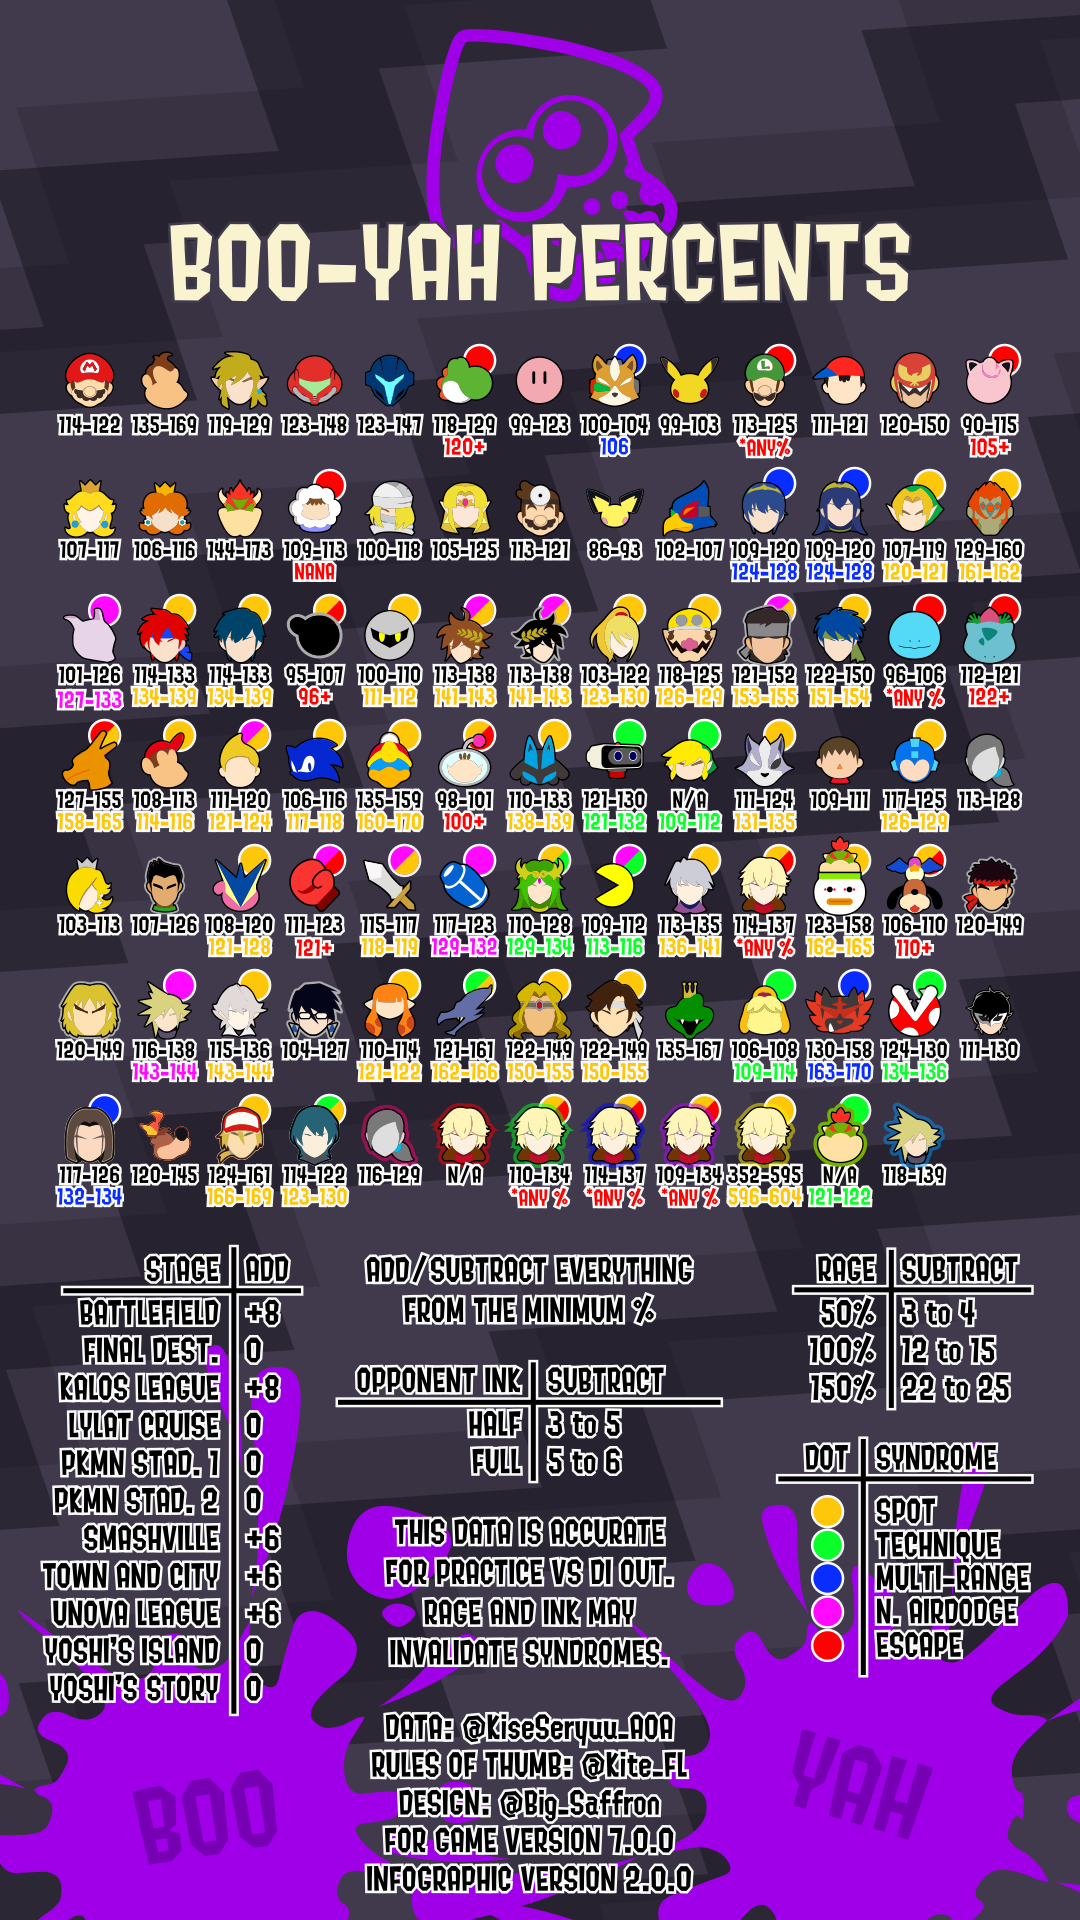 BOO-YAH PERCENTS
114-122 135-169 119-129 123-148 123-147 118-129 99-123 100-104 99-103 113-125 111-121 120-150 90-115
120+ 106 *ANY% 105+
107-117 106-116 144-173 109-113 100-118 105-125 113-121 86-93 102-107 109-120 109-120 107-119 129-160
NANA 124-128 124-128 120-121 161-162
101-126 114-133 114-133 95-107 100-110 113-138 113-138 103-122 118-125 121-152 122-150 96-106 112-121
127-133 134-139 134-139 96+ 111-112 141-143 141-143 123-130 126-129 153-155 151-154 *ANY % 122+
127-155 108-113 111-120 106-116 135-159 98-101 110-133 121-130 N/A 111-124 109-111 117-125 113-128
158-165 114-116 121-124 117-118 160-170 100+ 138-139 121-132 109-112 131-135 126-129
103-113 107-126 108-120 111-123 115-117 117-123 110-128 109-112 113-135 114-137 123-158 106-110 120-149
121-128 121+ 118-119 129-132 129-134 113-116 136-141 *ANY % 162-165 110+
120-149 116-138 115-136 104-127 110-114 121-161 122-149 122-149 135-167 106-108 130-158 124-130 111-130
143-144 143-144 121-122 162-166 150-155 150-155 109-114 163-170 134-136
117-126 120-145 124-161 114-122 116-129 N/A 110-134 114-137 109-134 352-595 N/A 118-139
132-134 166-169 123-130 *ANY % *ANY % *ANY % 596-604 121-122
STAGE ADD
BATTLEFIELD +8
FINAL DEST. 0
KALOS LEAGUE +8
LYLAT CRUISE 0
PKMN STAD. 1 0
PKMN STAD. 2 0
SMASHVILLE +6
TOWN AND CITY +6
UNOVA LEAGUE +6
YOSHI'S ISLAND 0
YOSHI'S STORY 0
ADD/SUBTRACT EVERYTHING
FROM THE MINIMUM %
OPPONENT INK SUBTRACT
HALF 3 to 5
FULL 5 to 6
THIS DATA IS ACCURATE
FOR PRACTICE VS DI OUT.
RAGE AND INK MAY
INVALIDATE SYNDROMES.
RAGE SUBTRACT
50% 3 to 4
100% 12 to 15
150% 22 to 25
DOT SYNDROME
SPOT
TECHNIQUE
MULTI-RANGE
N. AIRDODGE
ESCAPE
DATA: @KiseSeryuu_AOA
RULES OF THUMB: @Kite_FL
DESIGN: @Big_Saffron
FOR GAME VERSION 7.0.0
INFOGRAPHIC VERSION 2.0.0
BOO
YAH